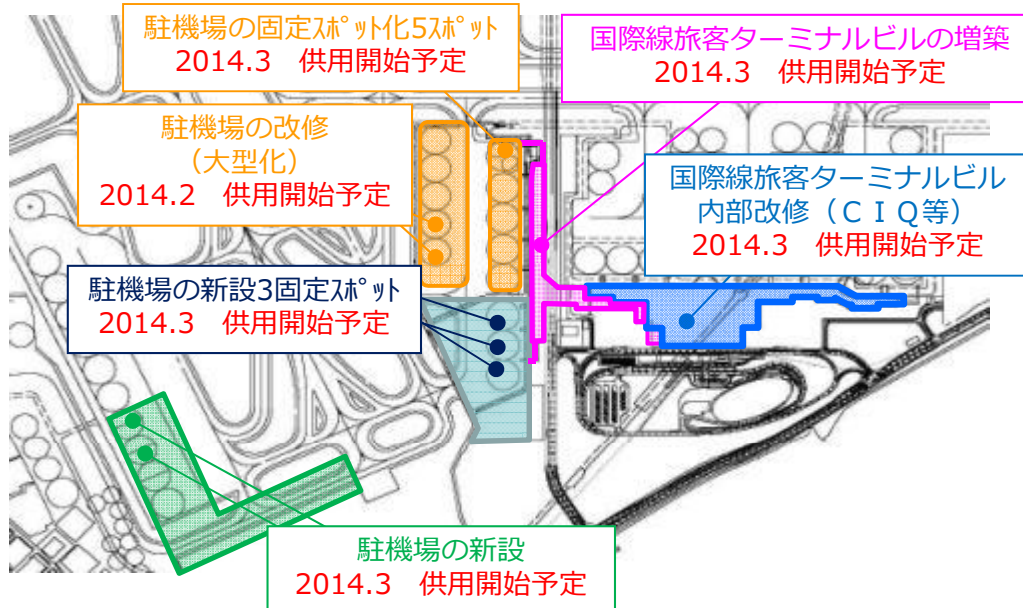 駐機場の固定ｽﾎﾟｯﾄ化5スポット
2014.3　供用開始予定
国際線旅客ターミナルビルの増築
2014.3　供用開始予定
駐機場の改修
（大型化）
2014.2　供用開始予定
国際線旅客ターミナルビル
内部改修（ＣＩＱ等）
2014.3　供用開始予定
駐機場の新設3固定ｽﾎﾟｯﾄ
2014.3　供用開始予定
駐機場の新設
2014.3　供用開始予定